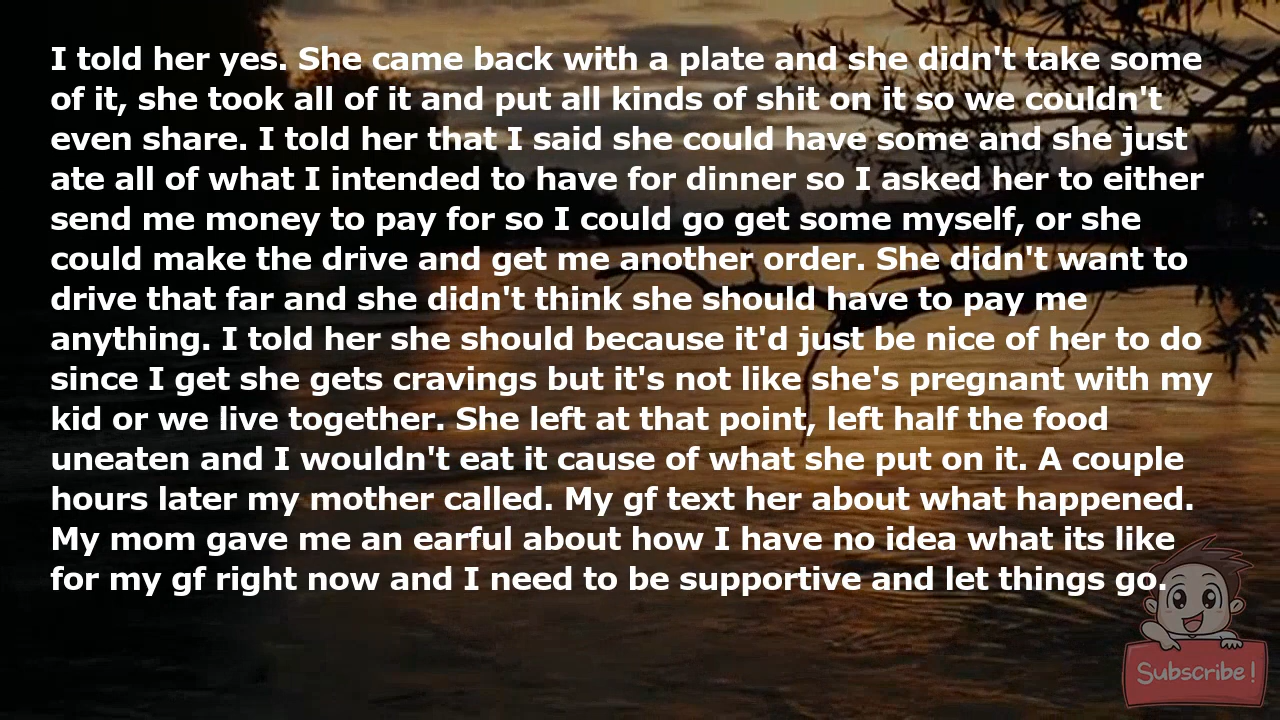 I told her yes. She came back with a plate and she didn't take some
of it, she took all of it and put all kinds of shit on it so we couldn't
even share. I told her that I said she could have some and she just
ate all of what I intended to have for dinner so I asked her to either
send me money to pay for so I could go get some myself, or she
could make the drive and get me another order. She didn't want to
drive that far and she didn't think she should have to pay me
anything. I told her she should because it'd just be nice of her to do
since I get she gets cravings but it's not like she's pregnant with my
kid or we live together. She left at that point, left half the food
uneaten and I wouldn't eat it cause of what she put on it. A couple
hours later my mother called. My gf text her about what happened.
My mom gave me an earful about how I have no idea what its like
for my gf right now and I need to be supportive and let things go.
Subscribe!